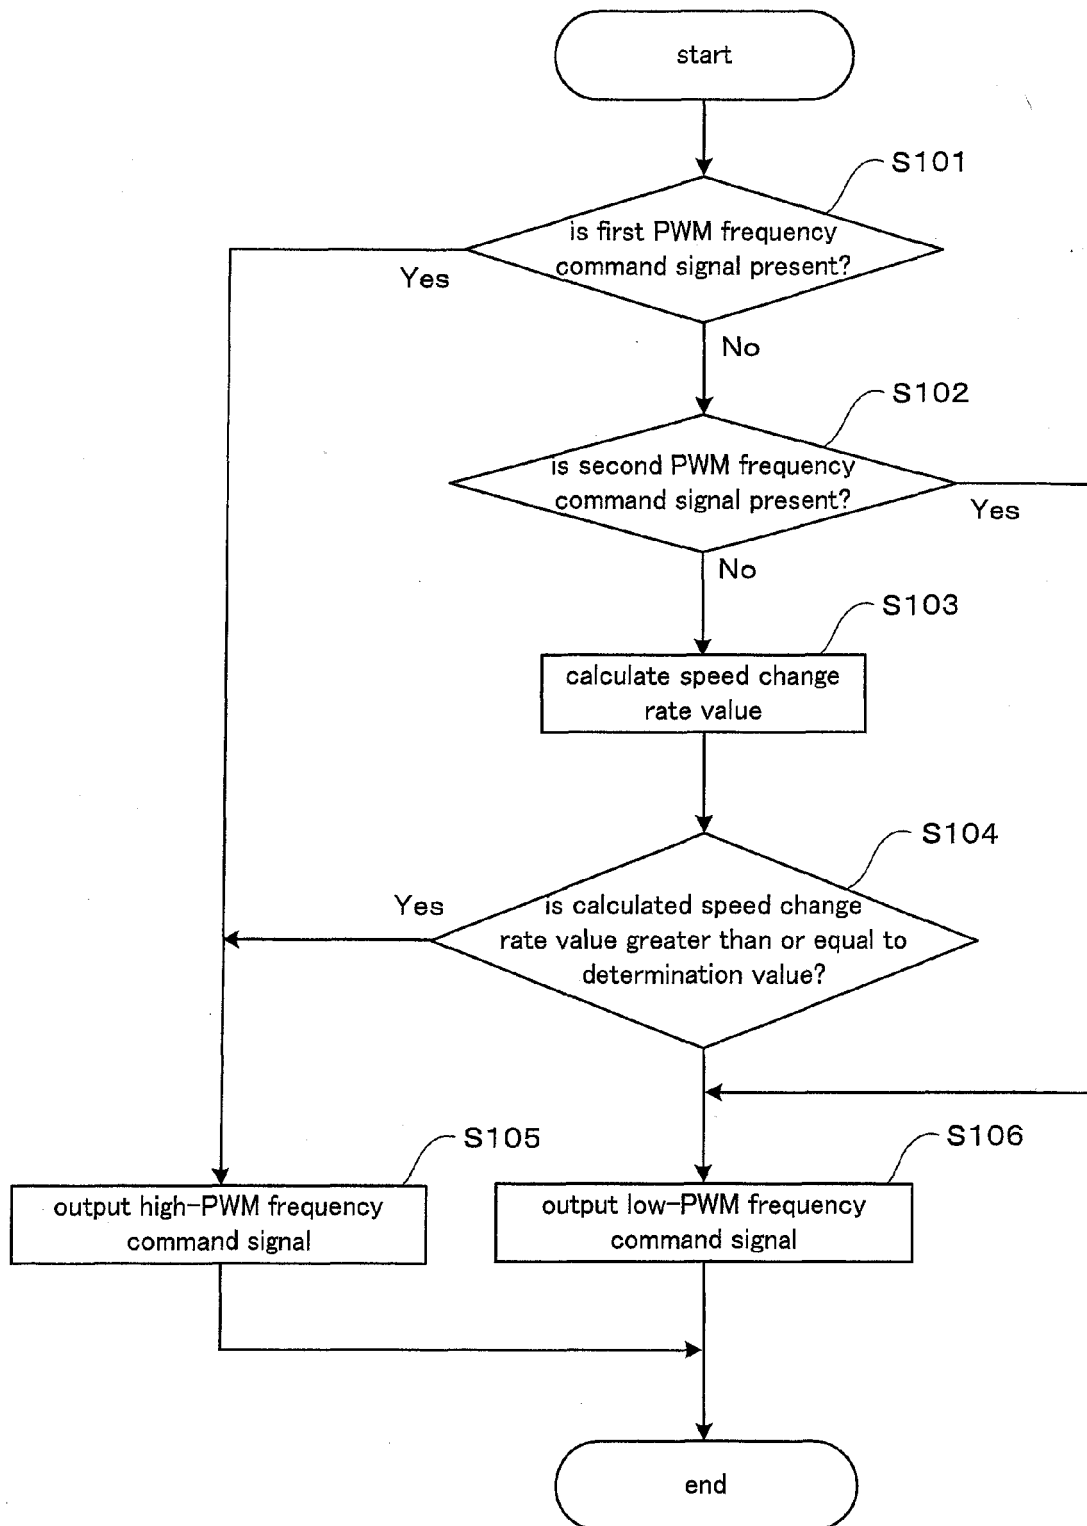 start
S101
is first PWM frequency
command signal present?
Yes
No
S102
is second PWM frequency
command signal present?
Yes
No
S103
calculate speed change
rate value
S104
Yes
is calculated speed change
rate value greater than or equal to
determination value?
S105
S106
output high-PWM frequency
command signal
output low-PWM frequency
command signal
end